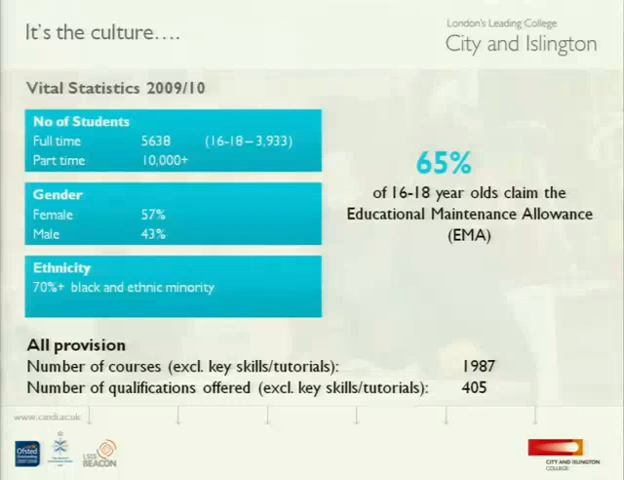 It's the culture....
London's Leading College
City and Islington
Vital Statistics 2009/10
No of Students
Full time 5638 (16-18 – 3,933)
Part time 10,000+
Gender
Female 57%
Male 43%
Ethnicity
70%+ black and ethnic minority
65%
of 16-18 year olds claim the
Educational Maintenance Allowance
(EMA)
All provision
Number of courses (excl. key skills/tutorials): 1987
Number of qualifications offered (excl. key skills/tutorials): 405
www.candi.ac.uk
Ofsted
LSIS
BEACON
CITY AND ISLINGTON
COLLEGE